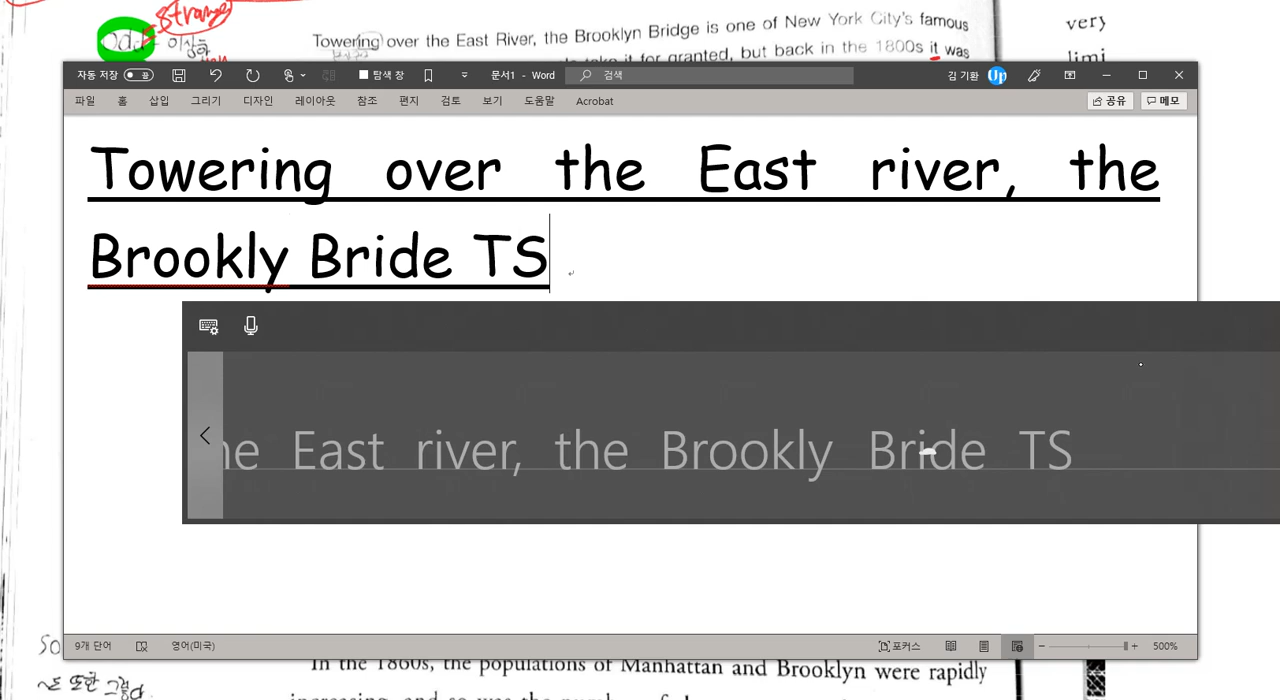 strange
Odd 이상한
Towering over the East River, the Brooklyn Bridge is one of New York City's famous
take it for granted, but back in the 1800s it was
very
limi
자동 저장 끔 탐색 창 문서1 - Word 검색 김 기환
파일 홈 삽입 그리기 디자인 레이아웃 참조 편지 검토 보기 도움말 Acrobat 공유 메모
Towering over the East river, the
Brookly Bride TS
he East river, the Brookly Bride TS
9개 단어 영어(미국) 포커스 500%
So
In the 1860s, the populations of Manhattan and Brooklyn were rapidly
또한 그럼
increasing, and so was the number of